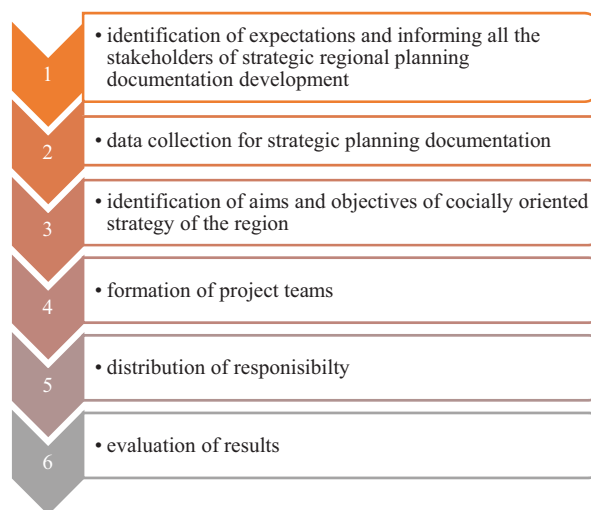 1
• identification of expectations and informing all the
stakeholders of strategic regional planning
documentation development
2
• data collection for strategic planning documentation
3
• identification of aims and objectives of cocially oriented
strategy of the region
4
• formation of project teams
5
• distribution of responisibilty
6
• evaluation of results